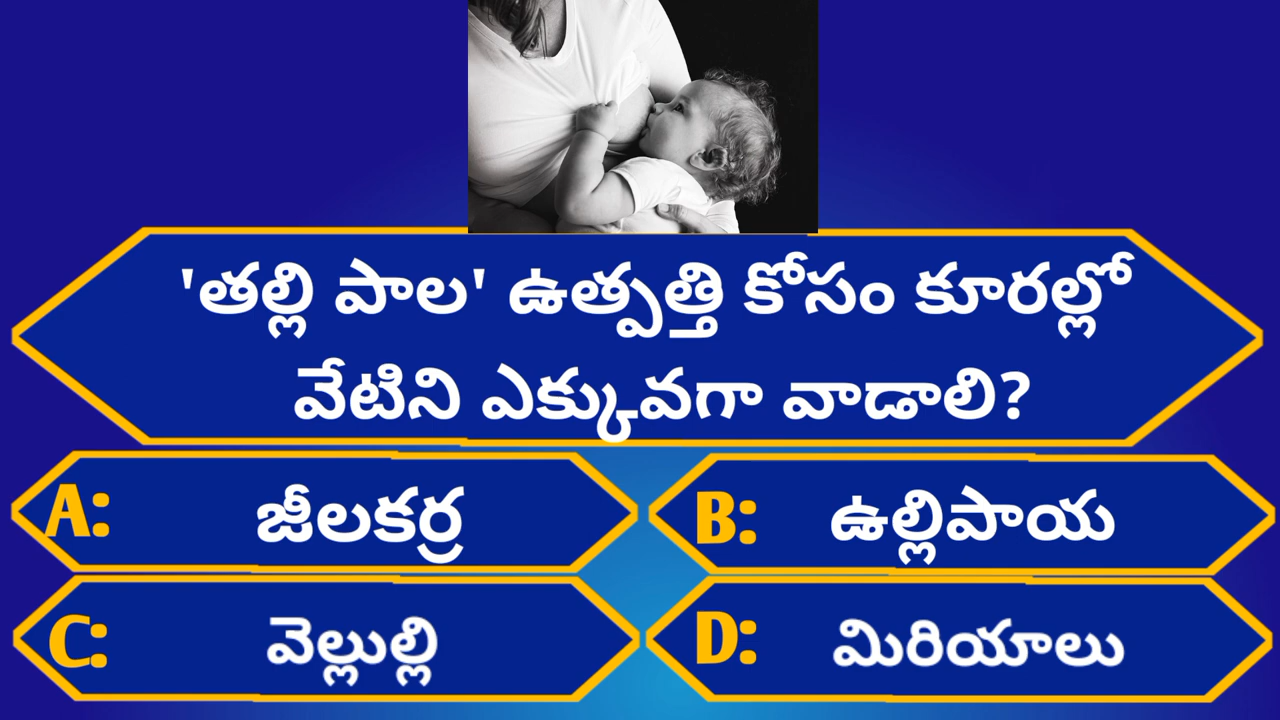 'తల్లి పాల' ఉత్పత్తి కోసం కూరల్లో
వేటిని ఎక్కువగా వాడాలి?
A: జీలకర్ర
B: ఉల్లిపాయ
C: వెల్లుల్లి
D: మిరియాలు